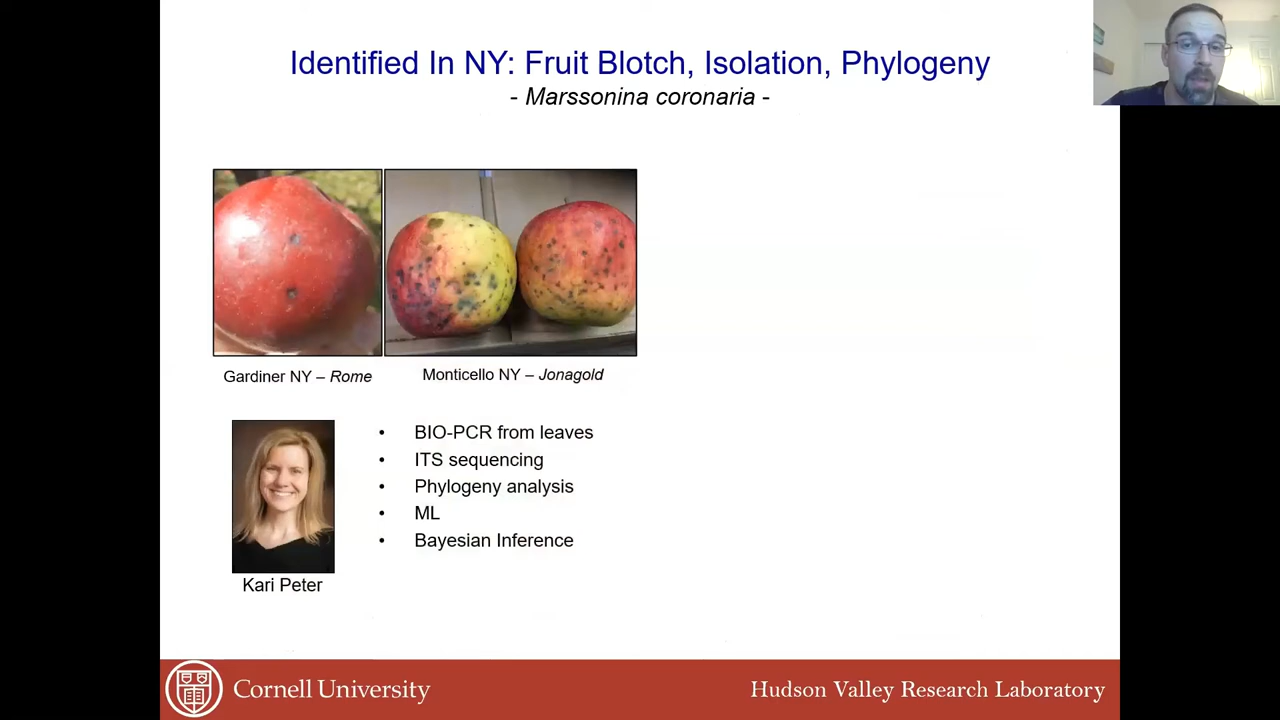 Identified In NY: Fruit Blotch, Isolation, Phylogeny
- Marssonina coronaria -
Gardiner NY – Rome
Monticello NY – Jonagold
• BIO-PCR from leaves
• ITS sequencing
• Phylogeny analysis
• ML
• Bayesian Inference
Kari Peter
Cornell University
Hudson Valley Research Laboratory